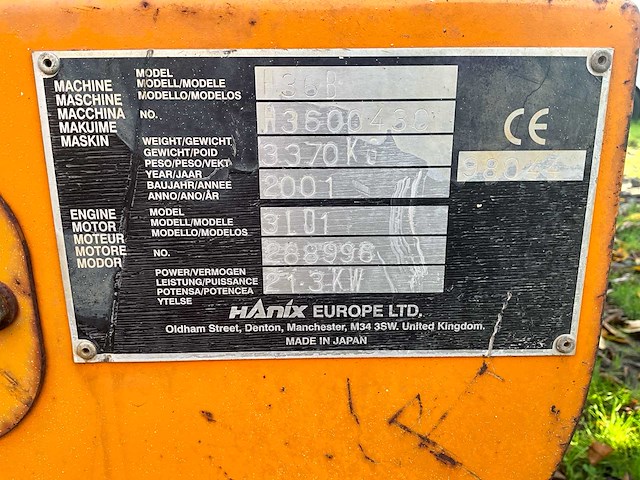 MACHINE
MASCHINE
MACCHINA
MAKUIME
MASKIN
MODEL
MODELL/MODELE
MODELLO/MODELOS
H36B
NO.
WEIGHT/GEWICHT
GEWICHT/POID
PESO/PESO/VEKT
3370Kg
YEAR/JAAR
BAUJAHR/ANNEE
ANNO/ANO/ÅR
2001
CE
ENGINE
MOTOR
MOTEUR
MOTORE
MODOR
MODEL
MODELL/MODELE
MODELLO/MODELOS
NO.
268996
POWER/VERMOGEN
LEISTUNG/PUISSANCE
POTENSA/POTENCEA
YTELSE
21.3KW
HANIX EUROPE LTD.
Oldham Street, Denton, Manchester, M34 3SW. United Kingdom.
MADE IN JAPAN